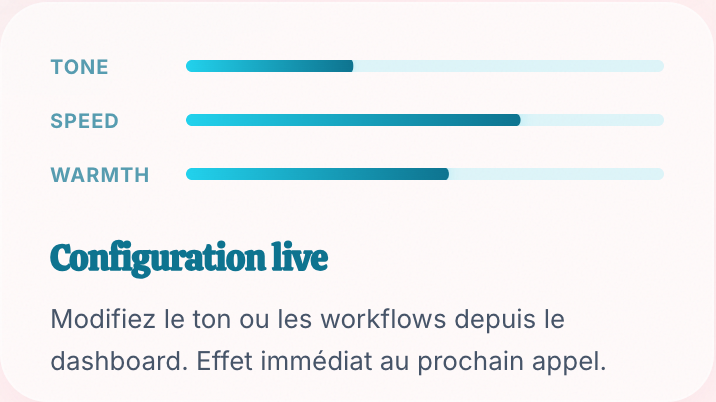 TONE
SPEED
WARMTH
Configuration live
Modifiez le ton ou les workflows depuis le
dashboard. Effet immédiat au prochain appel.